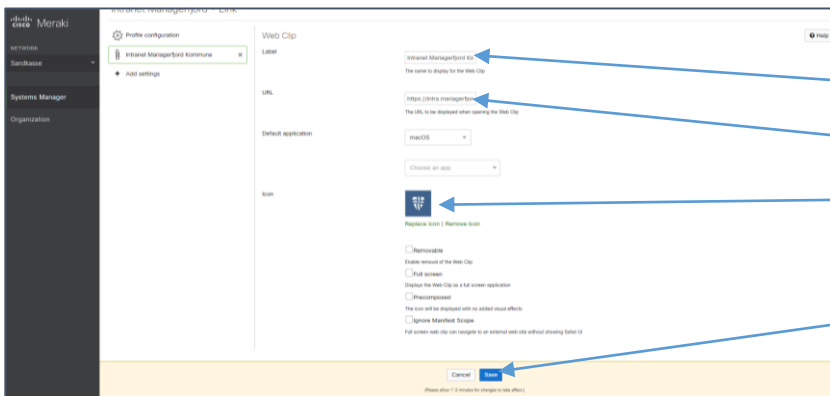 Intranet Managerfjord - Link
cisco Meraki
NETWORK
Sandkasse
Systems Manager
Organization
Profile configuration
Intranet Managerfjord Kommune ×
+ Add settings
Web Clip
Help
Label
Intranet Managerfjord Ko
The name to display for the Web Clip
URL
https://intra.managerfjor
The URL to be displayed when opening the Web Clip
Default application
macOS
Choose an app
Icon
Replace icon | Remove icon
Removable
Enable removal of the Web Clip
Full screen
Displays the Web Clip as a full screen application
Precomposed
The icon will be displayed with no added visual effects
Ignore Manifest Scope
Full screen web clip can navigate to an external web site without showing Safari UI
Cancel Save
(Please allow 1-2 minutes for changes to take effect.)